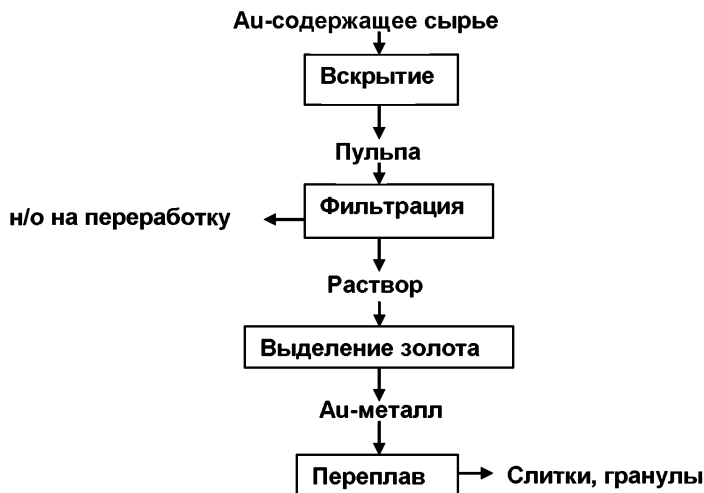 Au-содержащее сырье
Вскрытие
Пульпа
н/о на переработку
Фильтрация
Раствор
Выделение золота
Au-металл
Переплав
Слитки, гранулы